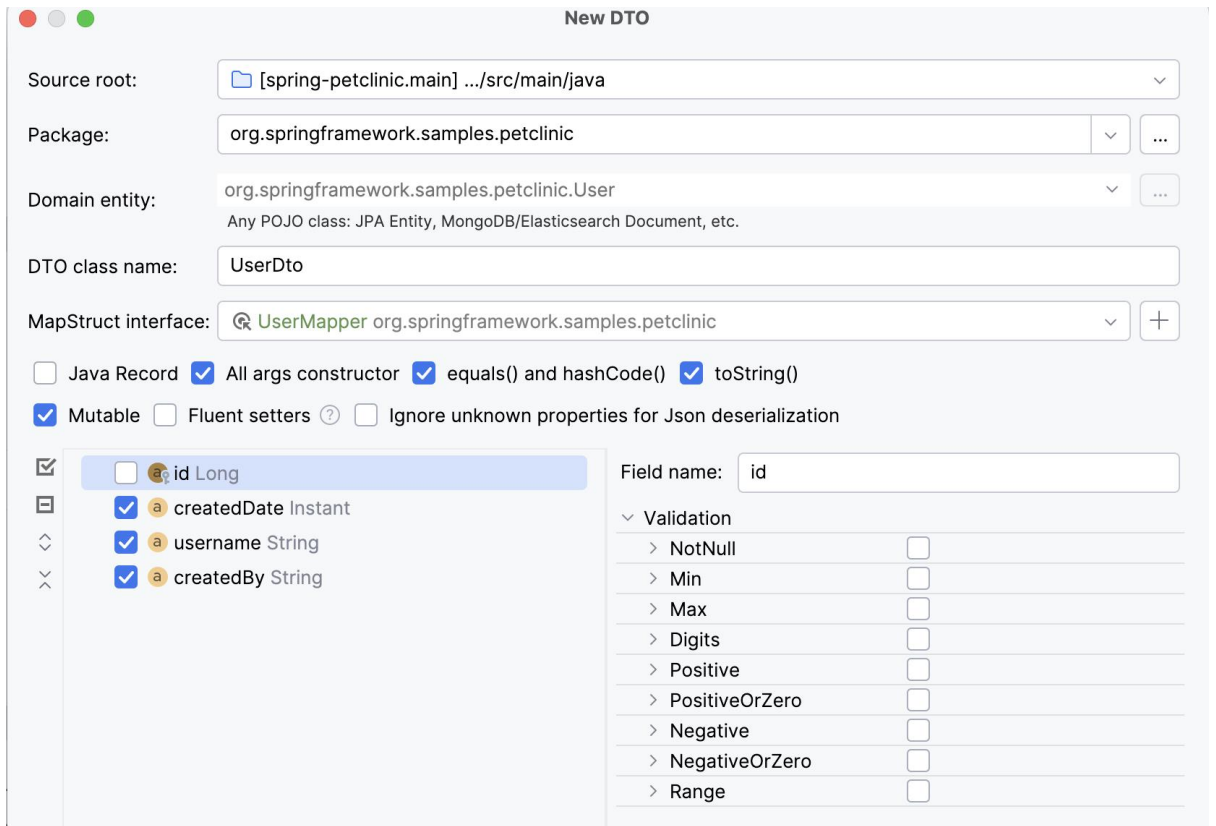 New DTO
Source root: [spring-petclinic.main] .../src/main/java
Package: org.springframework.samples.petclinic ...
Domain entity: org.springframework.samples.petclinic.User ...
Any POJO class: JPA Entity, MongoDB/Elasticsearch Document, etc.
DTO class name: UserDto
MapStruct interface: UserMapper org.springframework.samples.petclinic
Java Record All args constructor equals() and hashCode() toString()
Mutable Fluent setters ? Ignore unknown properties for Json deserialization
a id Long
a createdDate Instant
a username String
a createdBy String
Field name: id
Validation
NotNull
Min
Max
Digits
Positive
PositiveOrZero
Negative
NegativeOrZero
Range